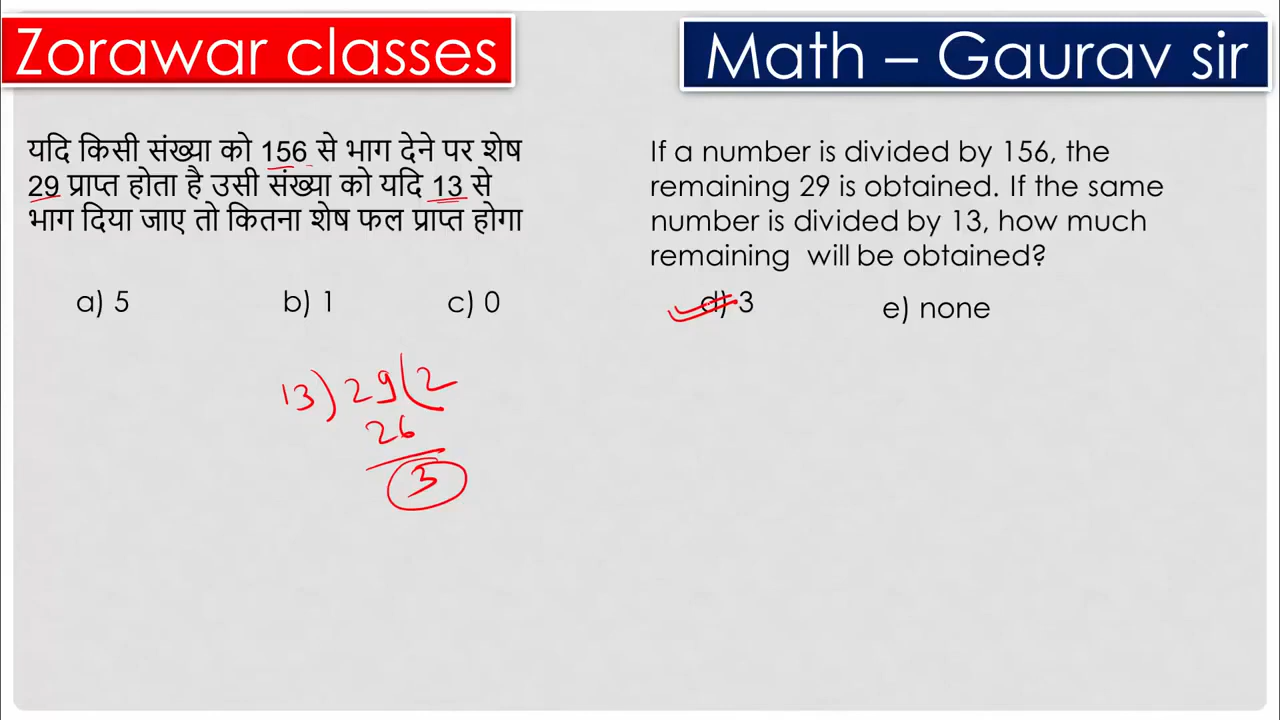 Zorawar classes
Math – Gaurav sir
यदि किसी संख्या को 156 से भाग देने पर शेष
29 प्राप्त होता है उसी संख्या को यदि 13 से
भाग दिया जाए तो कितना शेष फल प्राप्त होगा
If a number is divided by 156, the
remaining 29 is obtained. If the same
number is divided by 13, how much
remaining will be obtained?
a) 5
b) 1
c) 0
d) 3
e) none
13) 29 (2
26
3